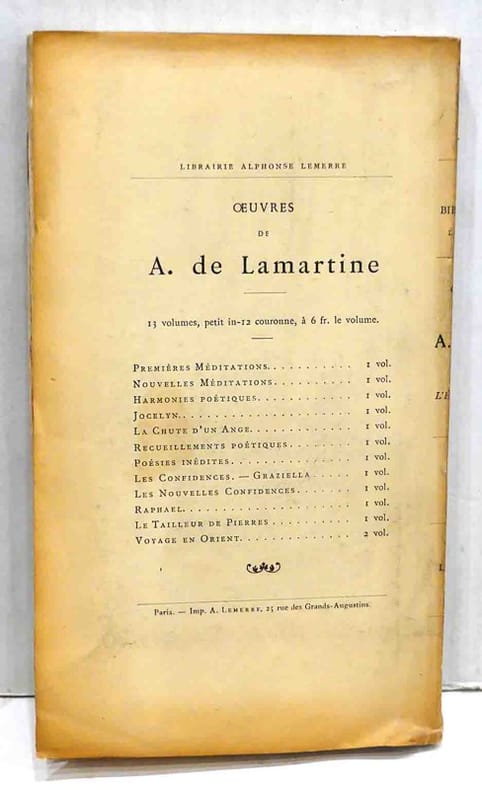 LIBRAIRIE ALPHONSE LEMERRE
ŒUVRES
DE
A. de Lamartine
13 volumes, petit in-12 couronne, à 6 fr. le volume.
PREMIÈRES MÉDITATIONS. . . . . . . . . . . 1 vol.
NOUVELLES MÉDITATIONS. . . . . . . . . . . 1 vol.
HARMONIES POÉTIQUES. . . . . . . . . . . . 1 vol.
JOCELYN. . . . . . . . . . . . . . . . . . . . . 1 vol.
LA CHUTE D'UN ANGE. . . . . . . . . . . . . 1 vol.
RECUEILLEMENTS POÉTIQUES. . . . . . . . . 1 vol.
POÉSIES INÉDITES. . . . . . . . . . . . . . . 1 vol.
LES CONFIDENCES. — GRAZIELLA . . . . . 1 vol.
LES NOUVELLES CONFIDENCES. . . . . . . . 1 vol.
RAPHAEL. . . . . . . . . . . . . . . . . . . . . 1 vol.
LE TAILLEUR DE PIERRES . . . . . . . . . . 1 vol.
VOYAGE EN ORIENT. . . . . . . . . . . . . . 2 vol.
Paris. — Imp. A. LEMERRE, 25 rue des Grands-Augustins.
A.